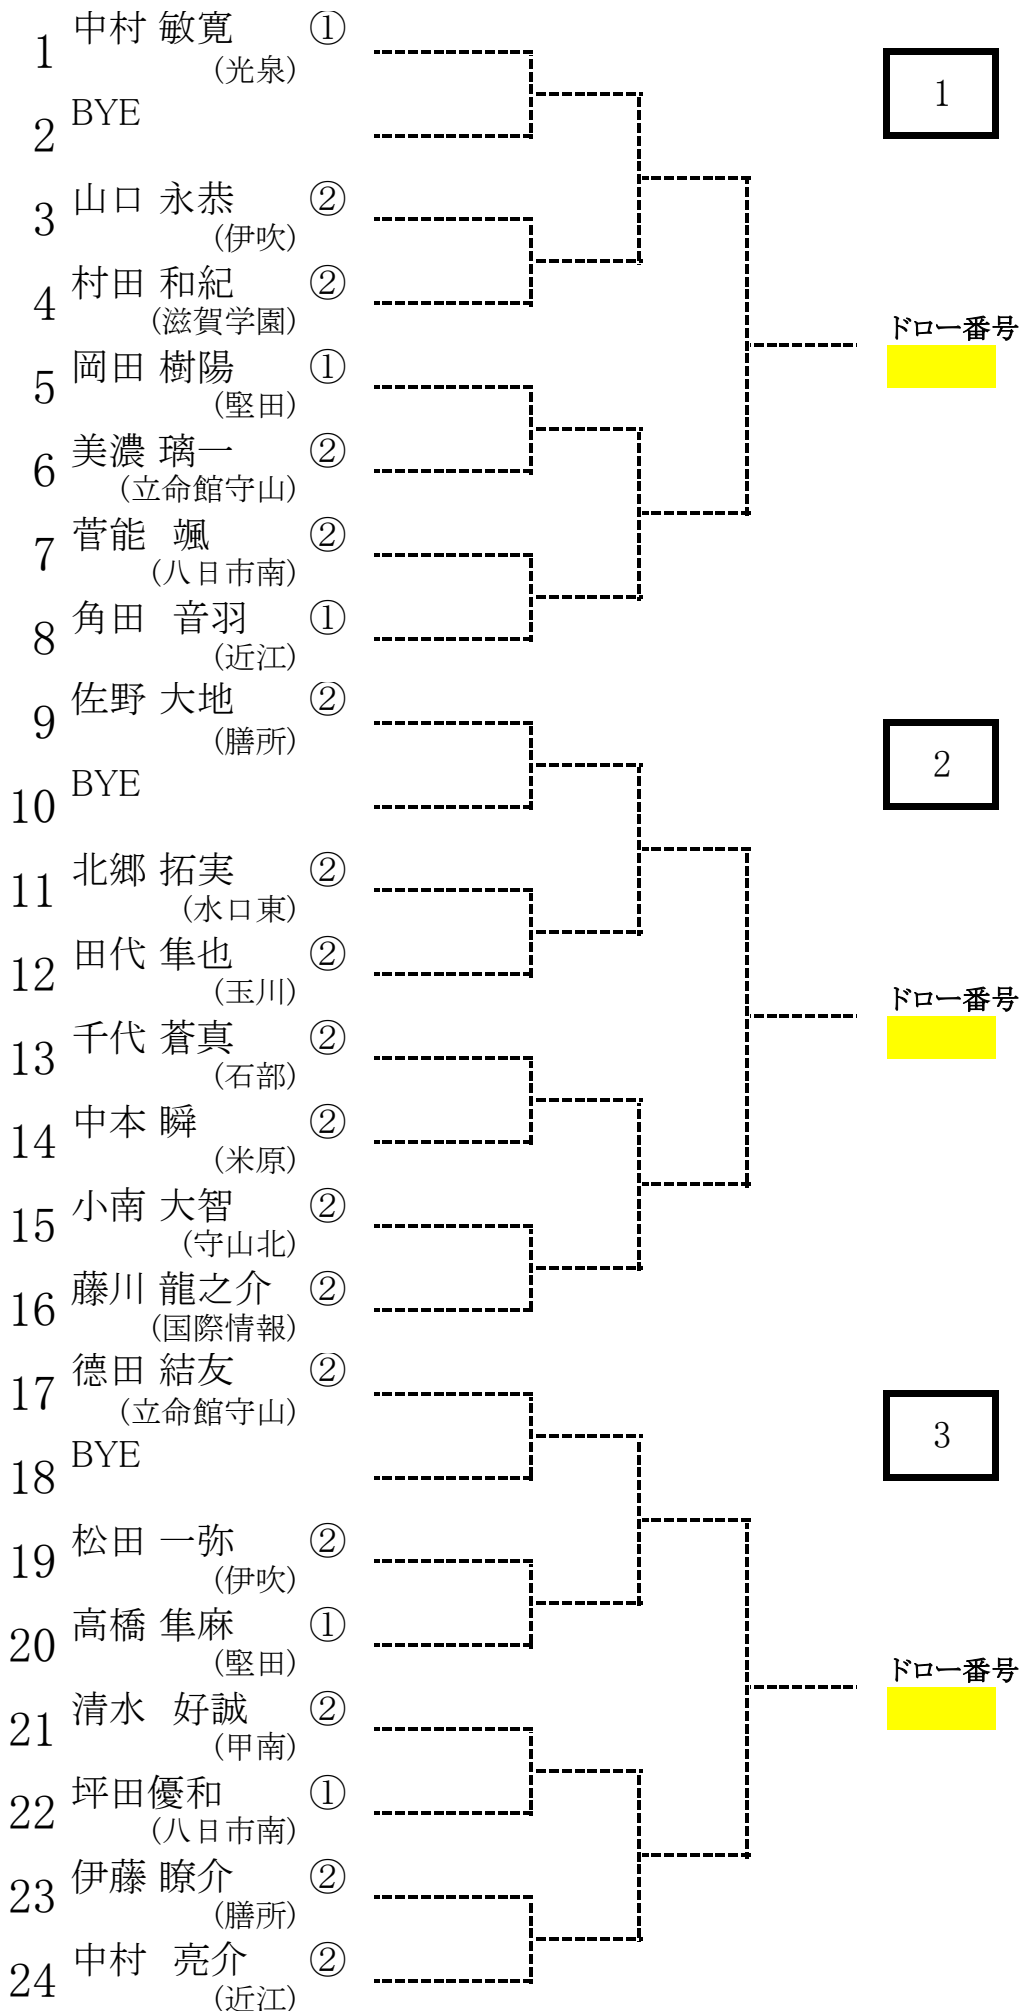 1 中村 敏寛 ①
(光泉)
1
2 BYE
3 山口 永恭 ②
(伊吹)
4 村田 和紀 ②
(滋賀学園)
ドロー番号
5 岡田 樹陽 ①
(堅田)
6 美濃 璃一 ②
(立命館守山)
7 菅能 颯 ②
(八日市南)
8 角田 音羽 ①
(近江)
9 佐野 大地 ②
(膳所)
2
10 BYE
11 北郷 拓実 ②
(水口東)
12 田代 隼也 ②
(玉川)
ドロー番号
13 千代 蒼真 ②
(石部)
14 中本 瞬 ②
(米原)
15 小南 大智 ②
(守山北)
16 藤川 龍之介 ②
(国際情報)
17 德田 結友 ②
(立命館守山)
3
18 BYE
19 松田 一弥 ②
(伊吹)
20 高橋 隼麻 ①
(堅田)
ドロー番号
21 清水 好誠 ②
(甲南)
22 坪田優和 ①
(八日市南)
23 伊藤 瞭介 ②
(膳所)
24 中村 亮介 ②
(近江)